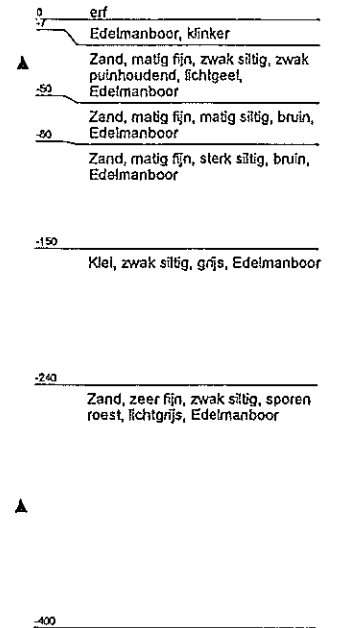 0 erf
-7 Edelmanboor, klinker
Zand, matig fijn, zwak siltig, zwak
puinhoudend, lichtgeel,
-50 Edelmanboor
Zand, matig fijn, matig siltig, bruin,
-80 Edelmanboor
Zand, matig fijn, sterk siltig, bruin,
Edelmanboor
-150
Klei, zwak siltig, grijs, Edelmanboor
-240
Zand, zeer fijn, zwak siltig, sporen
roest, lichtgrijs, Edelmanboor
-400